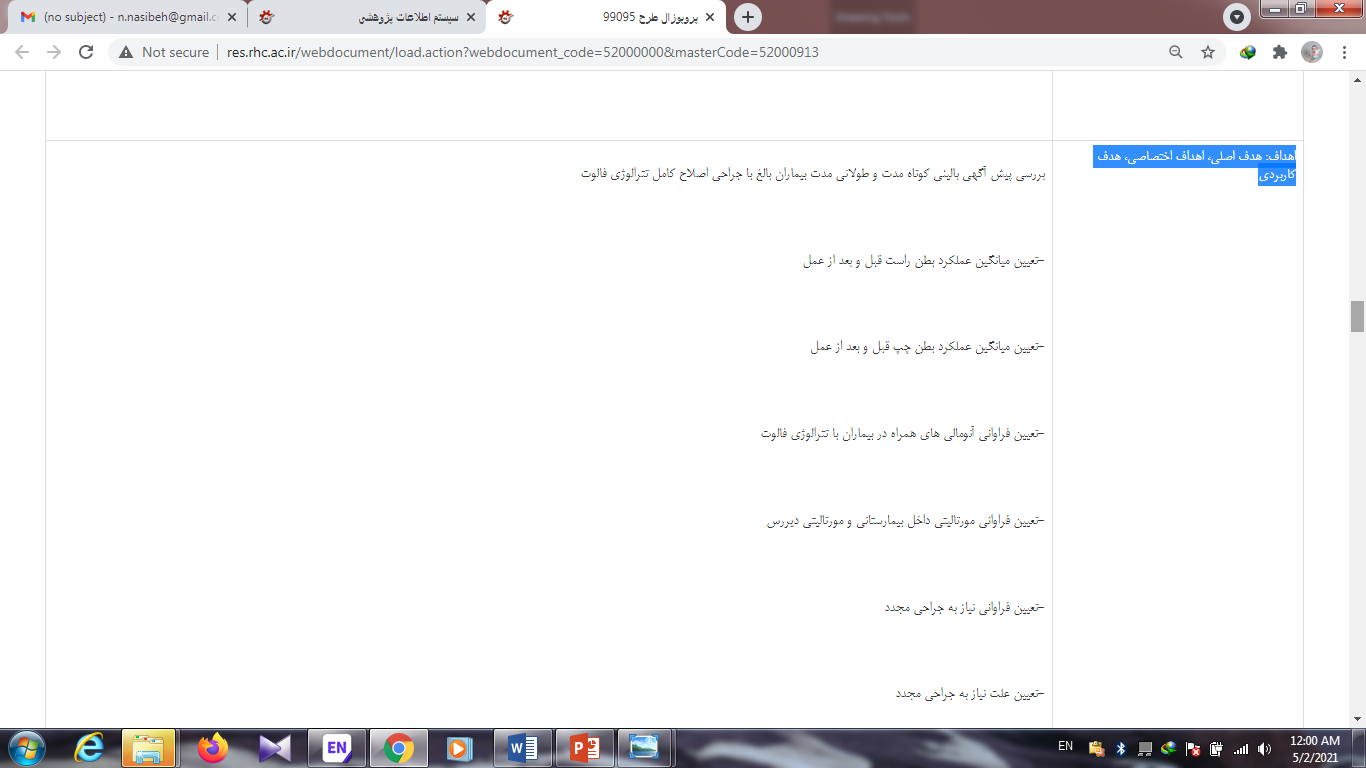 (no subject) - n.nasibeh@gmail.c
سیستم اطلاعات پژوهشی
پروپوزال طرح 99095
Not secure
res.rhc.ac.ir/webdocument/load.action?webdocument_code=52000000&masterCode=52000913
اهداف: هدف اصلی، اهداف اختصاصی، هدف
کاربردی
بررسی پیش آگهی بالینی کوتاه مدت و طولانی مدت بیماران بالغ با جراحی اصلاح کامل تترالوژی فالوت
-تعیین میانگین عملکرد بطن راست قبل و بعد از عمل
-تعیین میانگین عملکرد بطن چپ قبل و بعد از عمل
-تعیین فراوانی آنومالی های همراه در بیماران با تترالوژی فالوت
-تعیین فراوانی مورتالیتی داخل بیمارستانی و مورتالیتی دیررس
-تعیین فراوانی نیاز به جراحی مجدد
-تعیین علت نیاز به جراحی مجدد
EN
EN
12:00 AM
5/2/2021